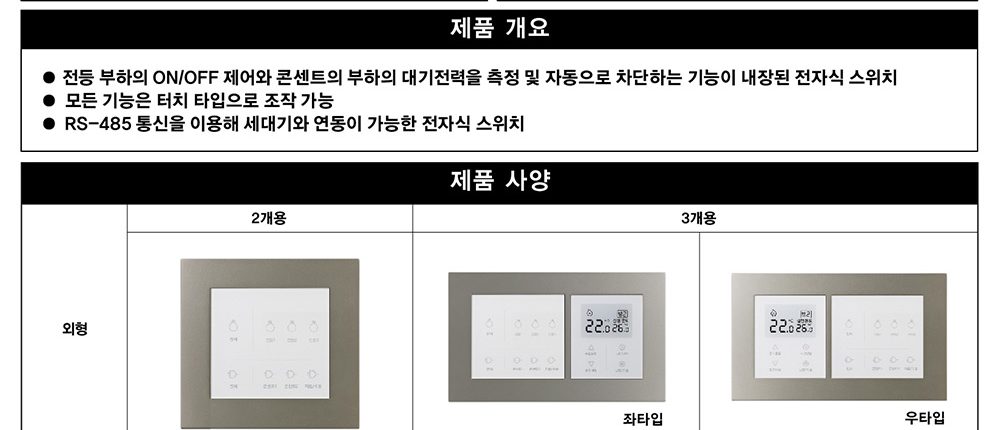 제품 개요
● 전등 부하의 ON/OFF 제어와 콘센트의 부하의 대기전력을 측정 및 자동으로 차단하는 기능이 내장된 전자식 스위치
● 모든 기능은 터치 타입으로 조작 가능
● RS-485 통신을 이용해 세대기와 연동이 가능한 전자식 스위치
제품 사양
2개용
3개용
외형
22.0
22.0
좌타입
우타입